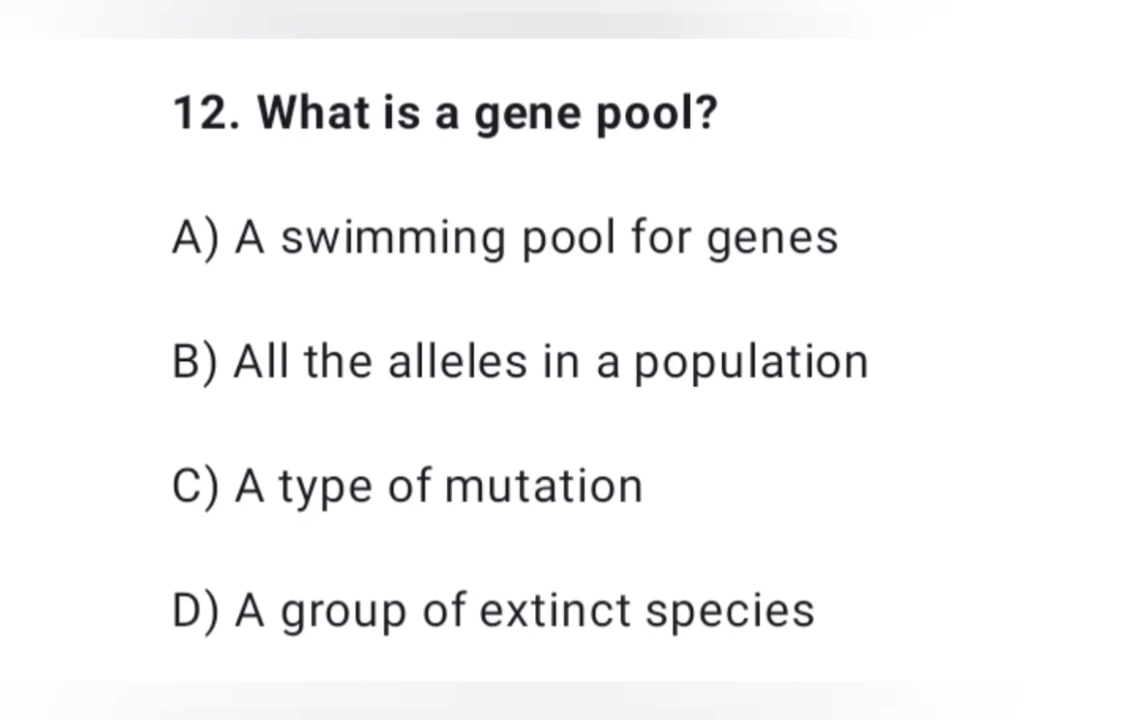 12. What is a gene pool?
A) A swimming pool for genes
B) All the alleles in a population
C) A type of mutation
D) A group of extinct species